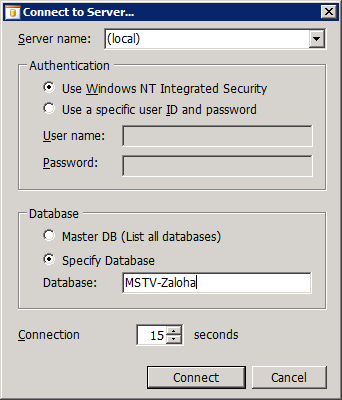 Connect to Server...
Server name: (local)
Authentication
Use Windows NT Integrated Security
Use a specific user ID and password
User name:
Password:
Database
Master DB (List all databases)
Specify Database
Database: MSTV-Zaloha
Connection 15 seconds
Connect Cancel